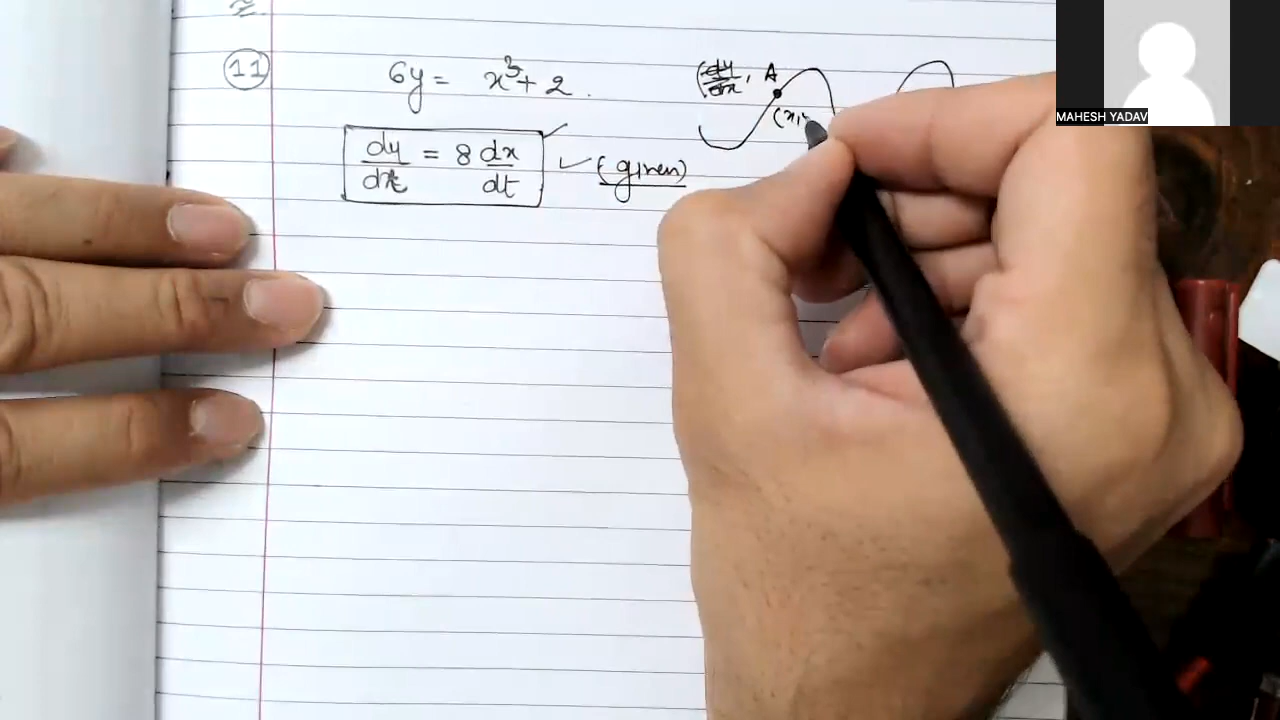 11 6y = x³ + 2.
(dy/dx, A
(x,
dy/dt = 8 dx/dt (given)
MAHESH YADAV